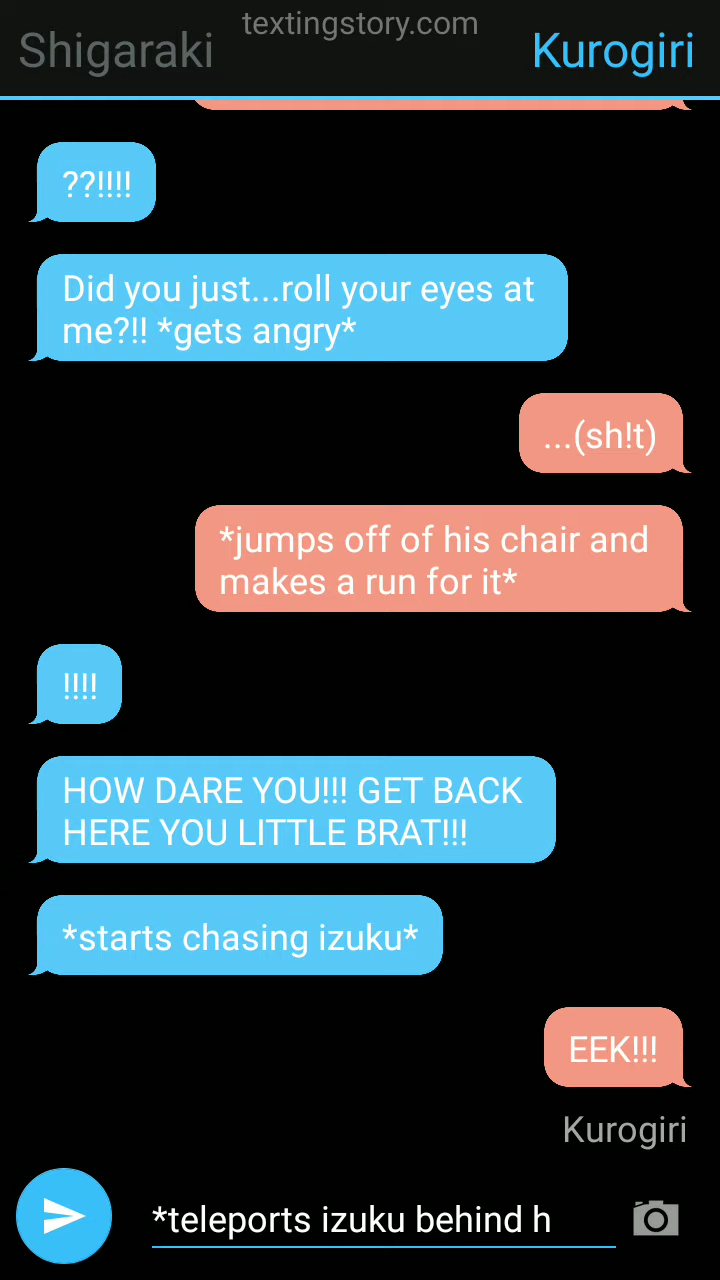 textingstory.com
Shigaraki
Kurogiri
??!!!!
Did you just...roll your eyes at
me?!! *gets angry*
...(sh!t)
*jumps off of his chair and
makes a run for it*
!!!!
HOW DARE YOU!!! GET BACK
HERE YOU LITTLE BRAT!!!
*starts chasing izuku*
EEK!!!
Kurogiri
*teleports izuku behind h